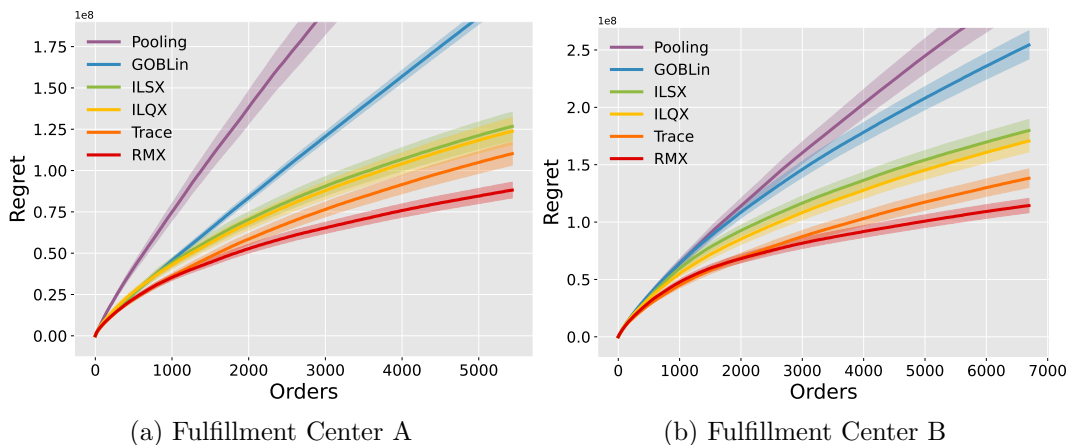 1e8
Regret
1.75
1.50
1.25
1.00
0.75
0.50
0.25
0.00
Pooling
GOBLin
ILSX
ILQX
Trace
RMX
0 1000 2000 3000 4000 5000
Orders
(a) Fulfillment Center A
1e8
Regret
2.5
2.0
1.5
1.0
0.5
0.0
Pooling
GOBLin
ILSX
ILQX
Trace
RMX
0 1000 2000 3000 4000 5000 6000 7000
Orders
(b) Fulfillment Center B